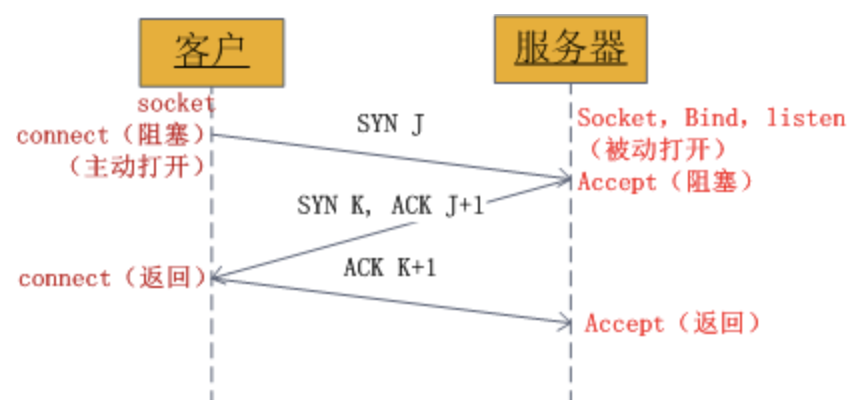 客户
服务器
socket
connect（阻塞）
（主动打开）
SYN J
Socket, Bind, listen
（被动打开）
Accept（阻塞）
SYN K, ACK J+1
connect（返回）
ACK K+1
Accept（返回）